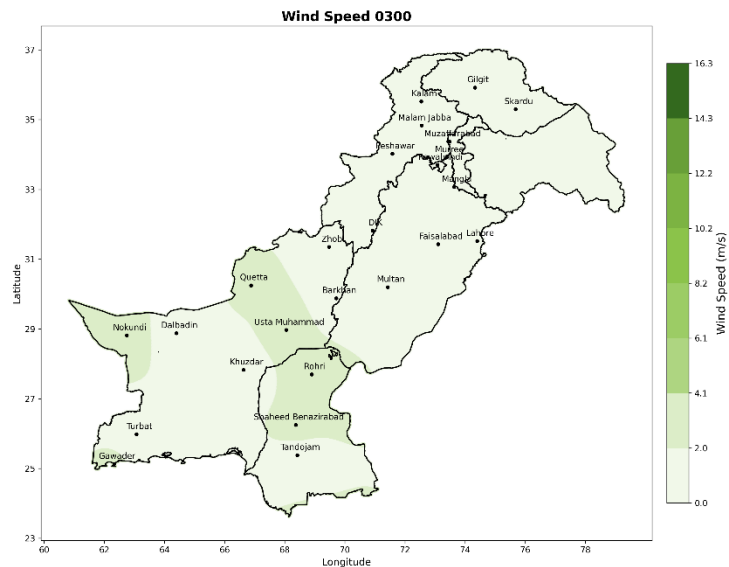 Wind Speed 0300
37
35
33
31
29
27
25
23
Latitude
60
62
64
66
68
70
72
74
76
78
Longitude
Gilgit
Kalam
Skardu
Malam Jabba
Muzaffarabad
Peshawar
Murree
Rawalpindi
Mangla
DIK
Zhob
Faisalabad
Lahore
Quetta
Barkhan
Multan
Nokundi
Dalbadin
Usta Muhammad
Khuzdar
Rohri
Turbat
Shaheed Benazirabad
Gawader
Tandojam
16.3
14.3
12.2
10.2
8.2
6.1
4.1
2.0
0.0
Wind Speed (m/s)